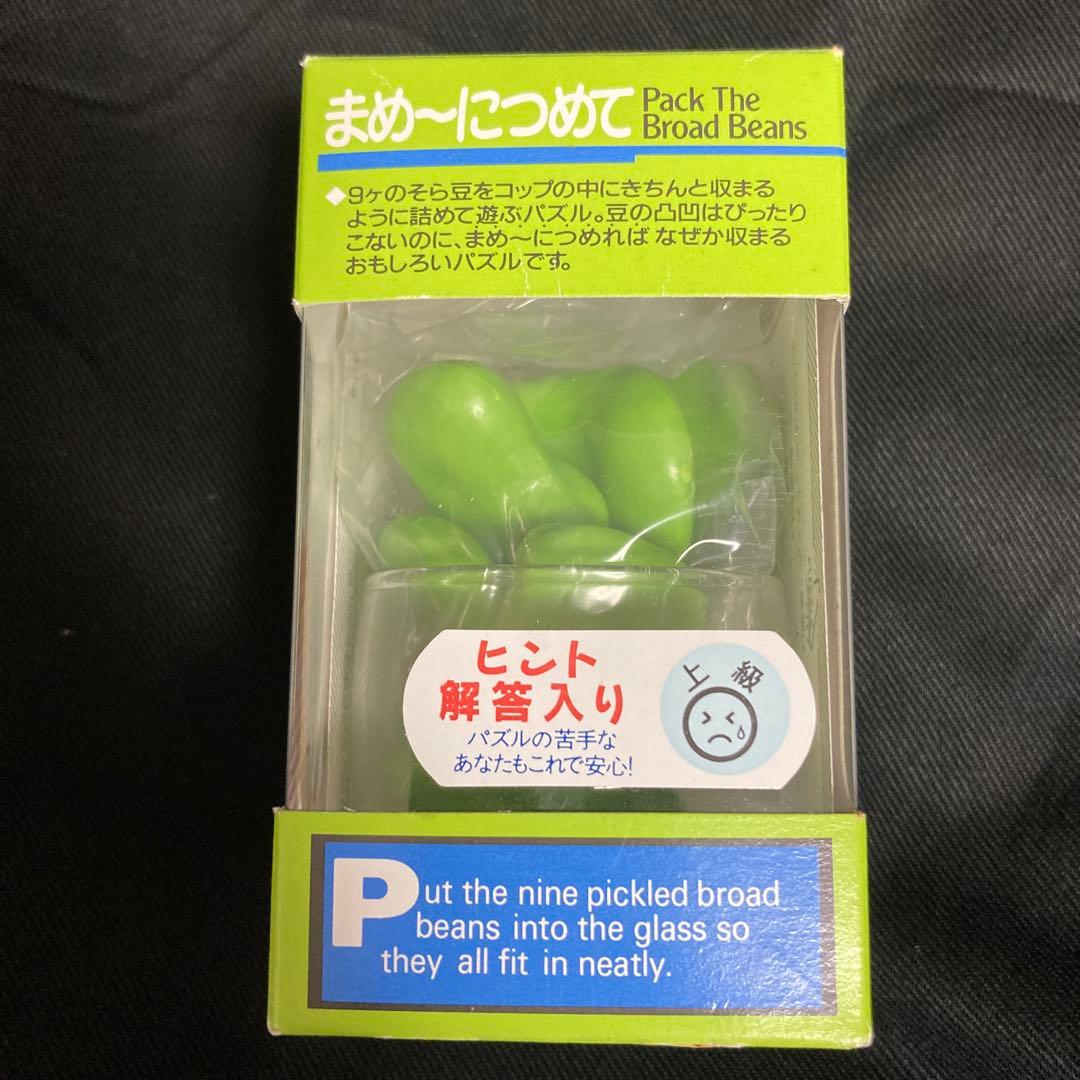 まめ〜につめて
Pack The
Broad Beans
◆9ヶのそら豆をコップの中にきちんと収まる
ように詰めて遊ぶパズル。豆の凸凹はぴったり
こないのに、まめ〜につめれば なぜか収まる
おもしろいパズルです。
ヒント
解答入り
パズルの苦手な
あなたもこれで安心!
上級
Put the nine pickled broad
beans into the glass so
they all fit in neatly.